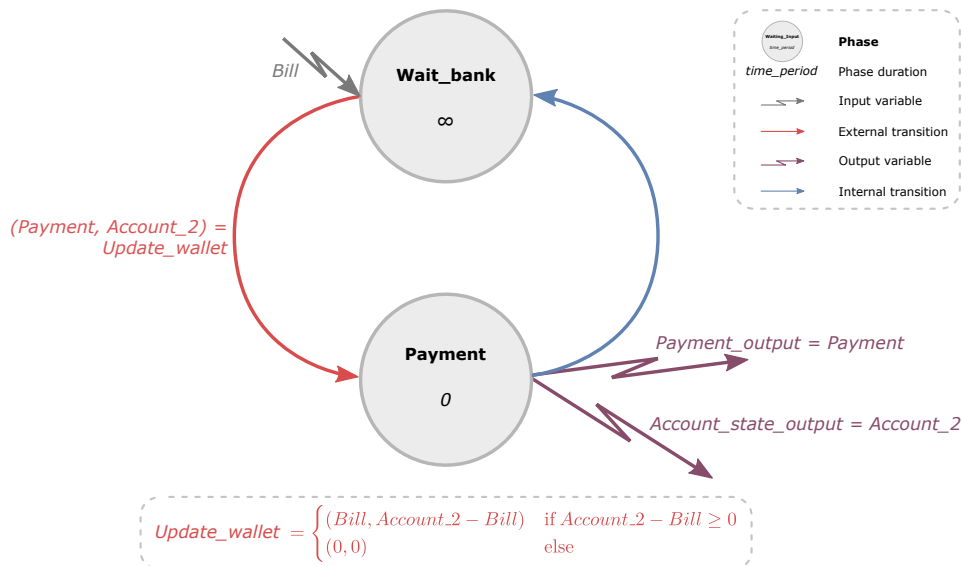 Bill
Wait_bank
∞
(Payment, Account_2) =
Update_wallet
Payment
0
Payment_output = Payment
Account_state_output = Account_2
Update_wallet = { (Bill, Account_2 − Bill) if Account_2 − Bill ≥ 0
(0, 0) else
Waiting_Input
time_period
Phase
time_period Phase duration
Input variable
External transition
Output variable
Internal transition